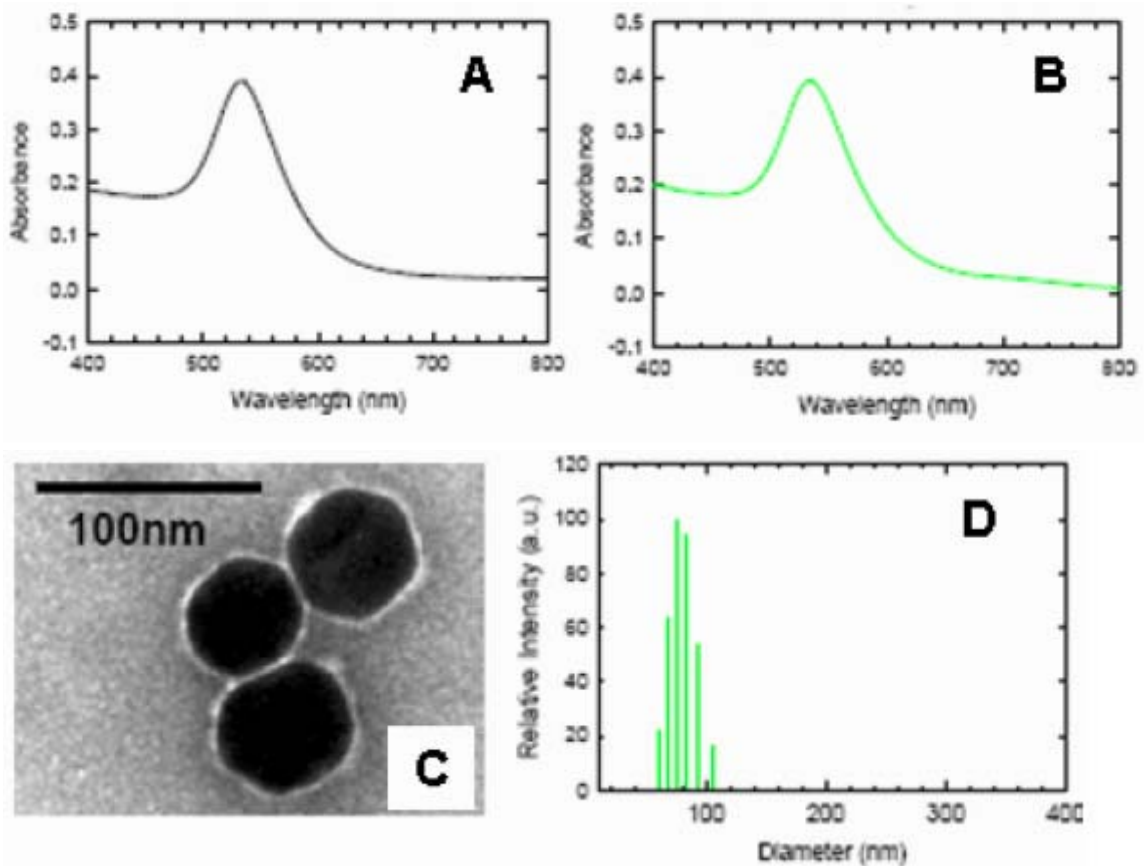 A
0.5
0.4
0.3
0.2
0.1
0.0
-0.1
Absorbance
400 500 600 700 800
Wavelength (nm)
B
0.5
0.4
0.3
0.2
0.1
0.0
-0.1
Absorbance
400 500 600 700 800
Wavelength (nm)
100nm
C
D
120
100
80
60
40
20
0
Relative Intensity (a.u.)
100 200 300 400
Diameter (nm)